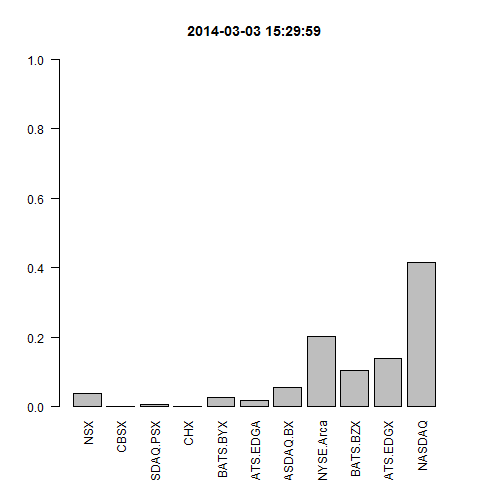 2014-03-03 15:29:59
1.0
0.8
0.6
0.4
0.2
0.0
NSX
CBSX
SDAQ.PSX
CHX
BATS.BYX
ATS.EDGA
ASDAQ.BX
NYSE.Arca
BATS.BZX
ATS.EDGX
NASDAQ